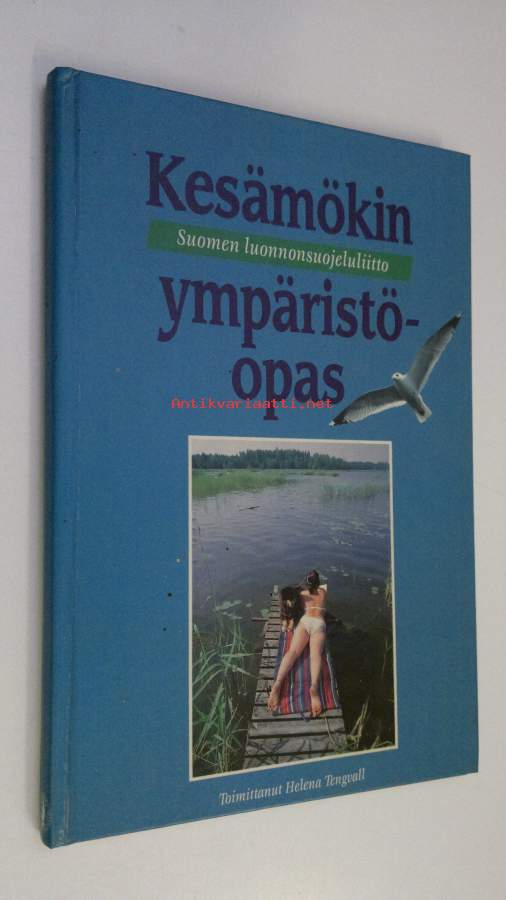 Kesämökin
Suomen luonnonsuojeluliitto
ympäristö-
opas
Antikvariaatti.net
Toimittanut Helena Tengvall